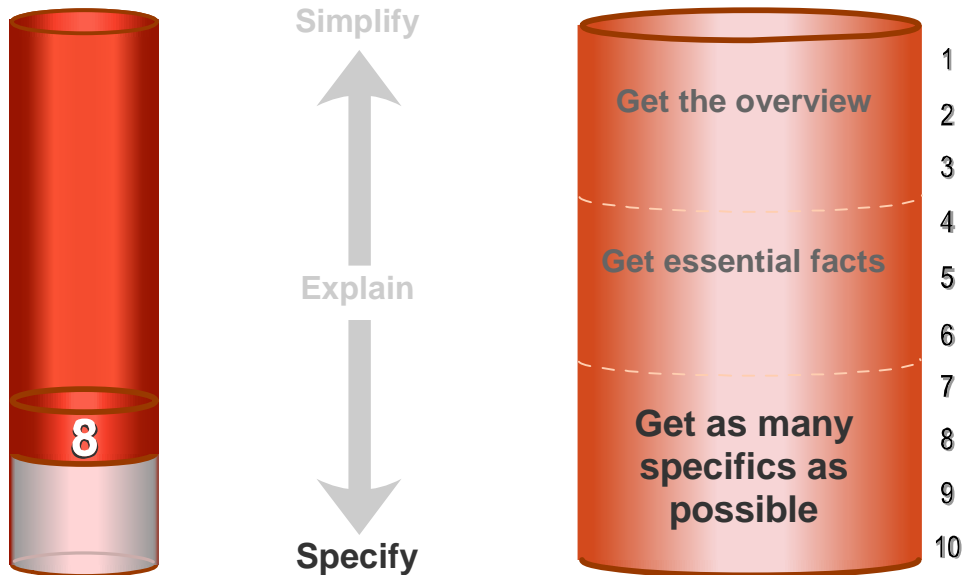 Simplify
Explain
Specify
8
Get the overview
Get essential facts
Get as many
specifics as
possible
1
2
3
4
5
6
7
8
9
10